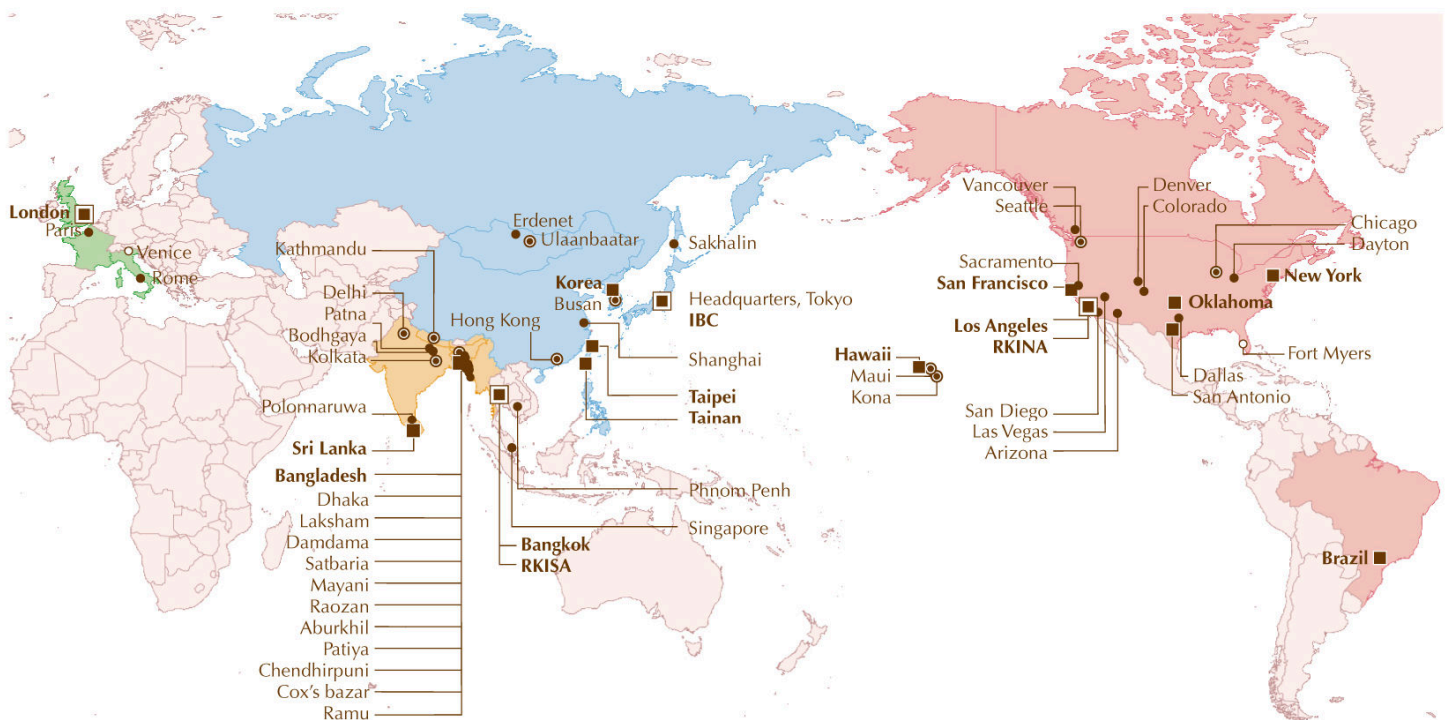 London
Paris
Venice
Rome
Kathmandu
Delhi
Patna
Bodhgaya
Kolkata
Polonnaruwa
Sri Lanka
Bangladesh
Dhaka
Laksham
Damdama
Satbaria
Mayani
Raozan
Aburkhil
Patiya
Chendhirpuni
Cox's bazar
Ramu
Erdenet
Ulaanbaatar
Sakhalin
Korea
Busan
Headquarters, Tokyo
IBC
Hong Kong
Shanghai
Taipei
Tainan
Phnom Penh
Singapore
Bangkok
RKISA
Hawaii
Maui
Kona
Vancouver
Seattle
Sacramento
San Francisco
Los Angeles
RKINA
San Diego
Las Vegas
Arizona
Denver
Colorado
Chicago
Dayton
New York
Oklahoma
Fort Myers
Dallas
San Antonio
Brazil